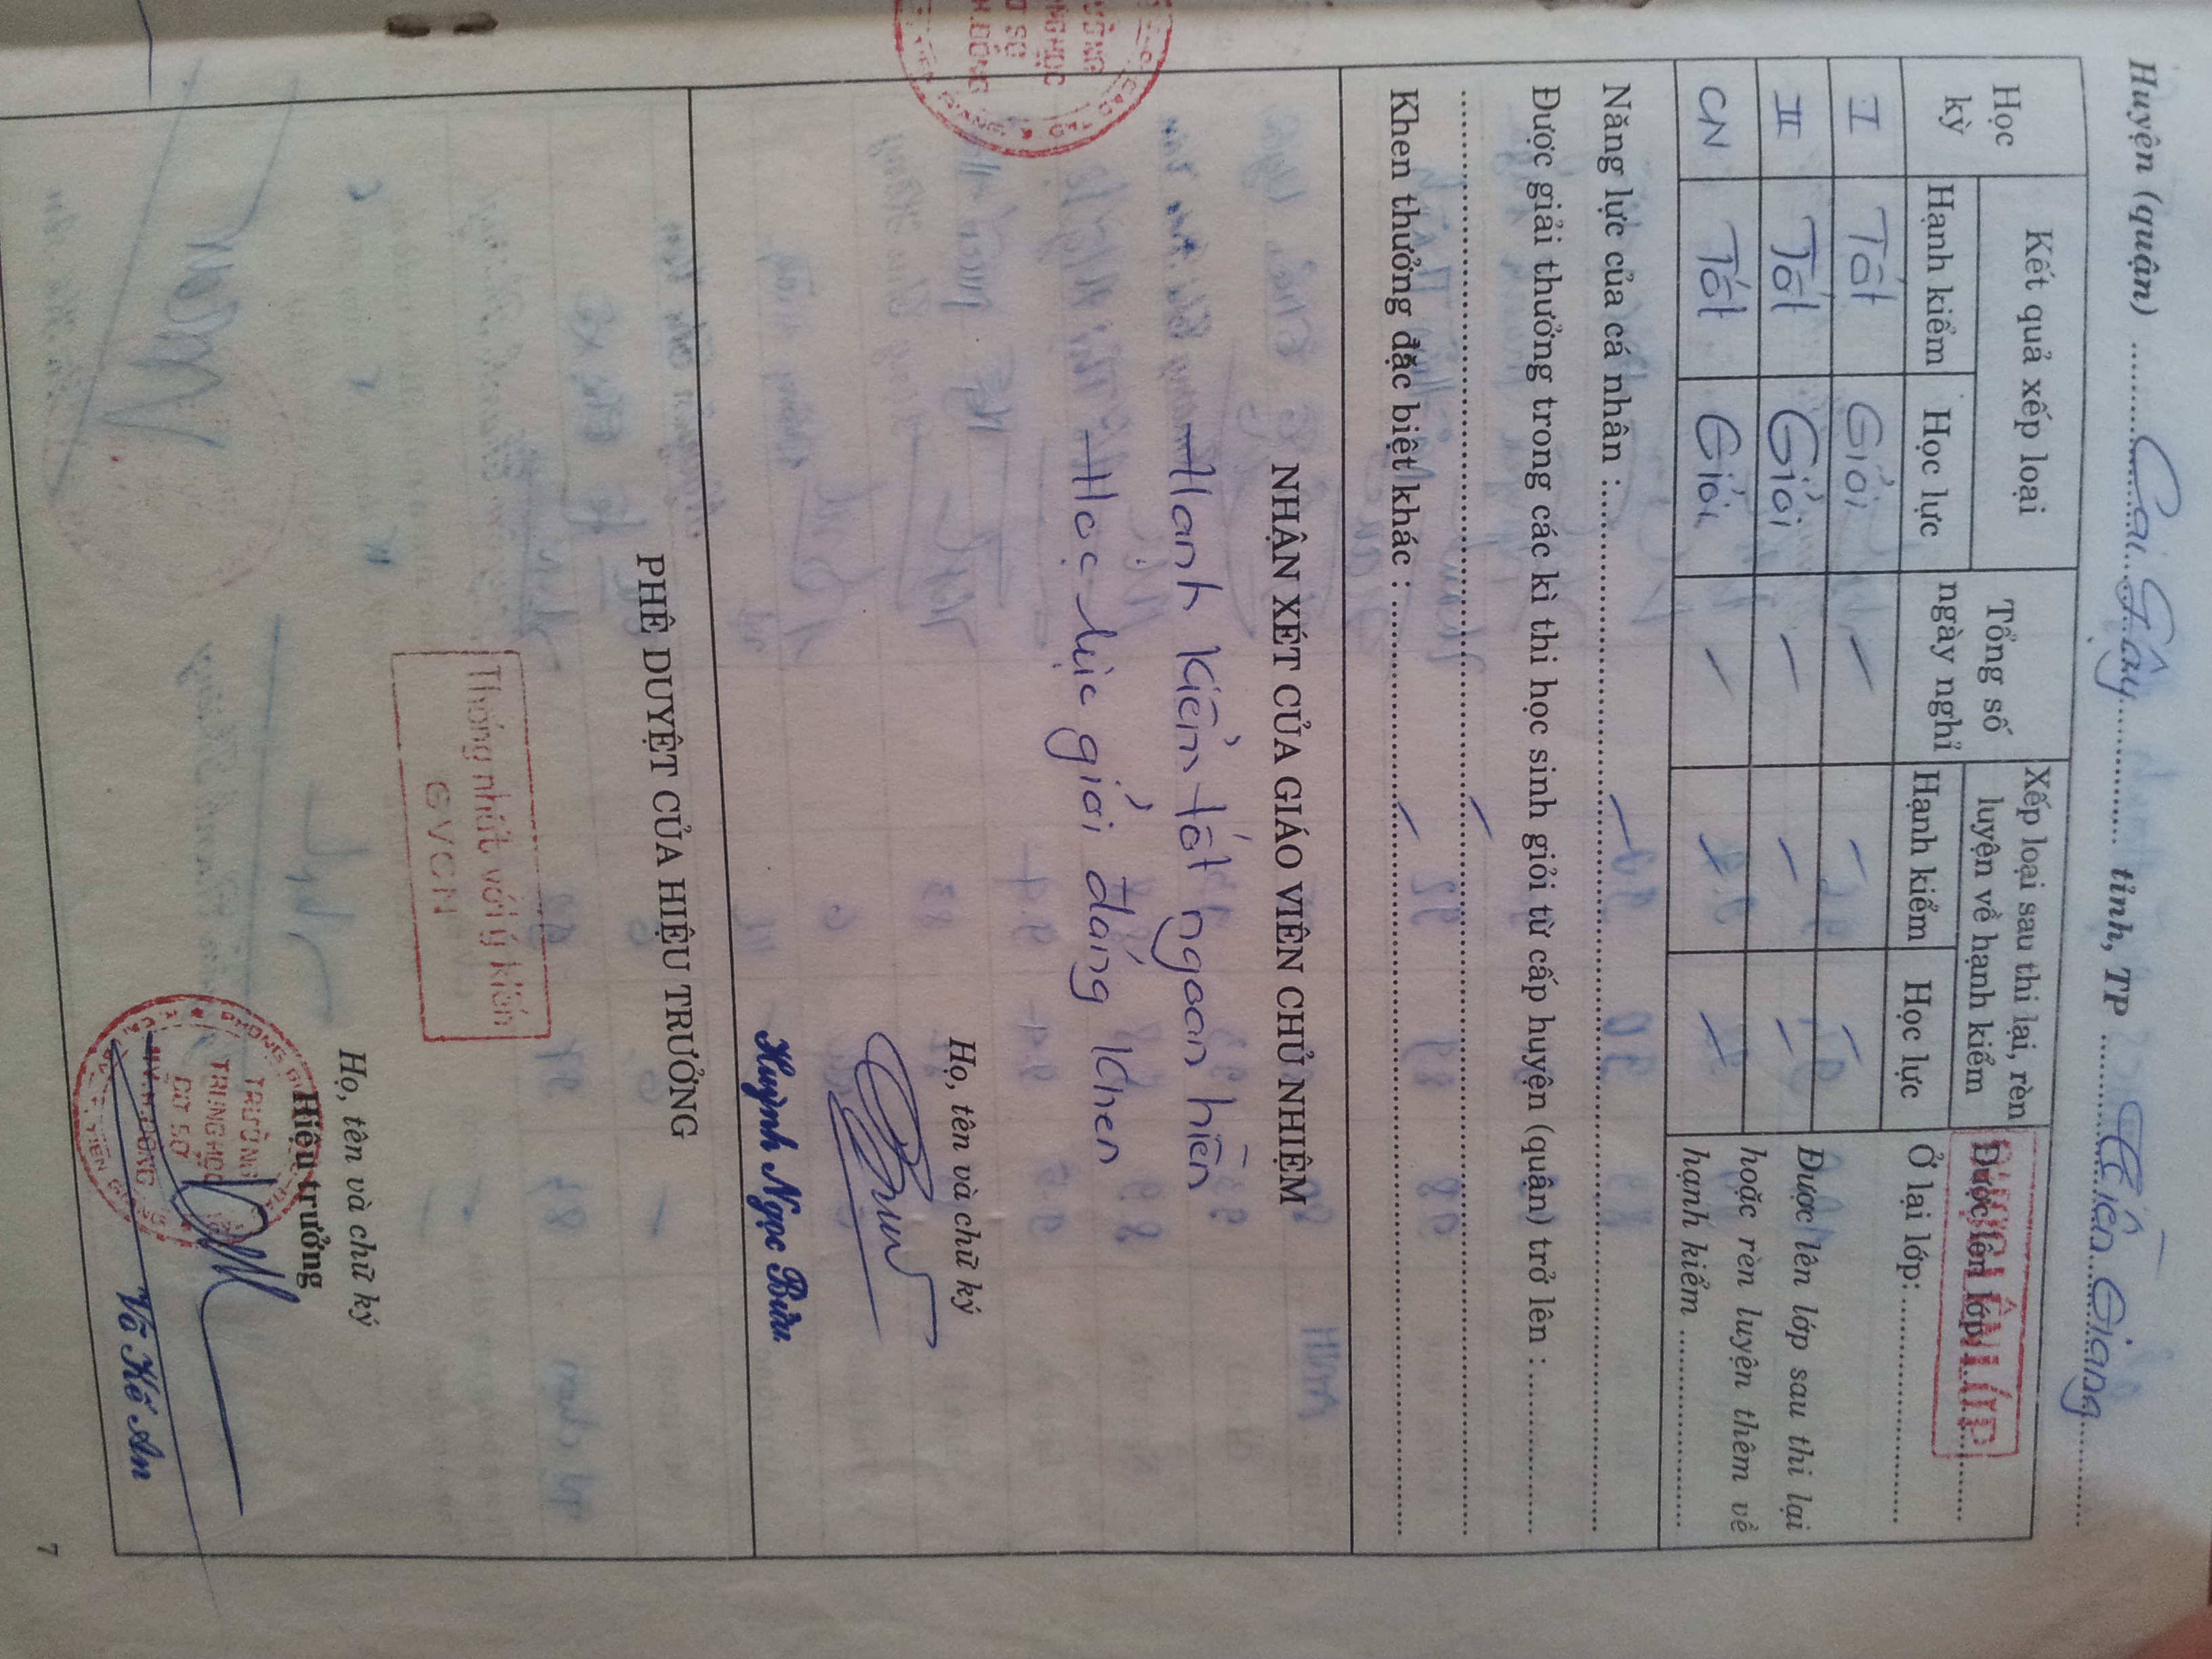 Huyện (quận) Cai Lậy tỉnh, TP Tiền Giang
Học kỳ
Kết quả xếp loại
Tổng số ngày nghỉ
Xếp loại sau thi lại, rèn luyện về hạnh kiểm
Hạnh kiểm Học lực Hạnh kiểm Học lực
Được lên lớp:
ĐƯỢC LÊN LỚP
Ở lại lớp:
I Tốt Giỏi – – –
II Tốt Giỏi – – –
CN Tốt Giỏi – – –
Được lên lớp sau thi lại
hoặc rèn luyện thêm về
hạnh kiểm
Năng lực của cá nhân :
Được giải thưởng trong các kì thi học sinh giỏi từ cấp huyện (quận) trở lên :
Khen thưởng đặc biệt khác :
NHẬN XÉT CỦA GIÁO VIÊN CHỦ NHIỆM
Hạnh kiểm tốt ngoan hiền
Học lực giỏi đáng khen
Họ, tên và chữ ký
Huỳnh Ngọc Bửu
PHÊ DUYỆT CỦA HIỆU TRƯỞNG
Thống nhất với ý kiến
GVCN
Họ, tên và chữ ký
Hiệu trưởng
TRƯỜNG
TRUNG HỌC
CƠ SỞ
Võ Kế An
7